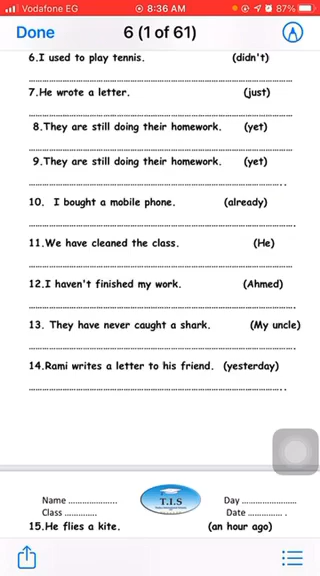 Vodafone EG 8:36 AM 87%
Done 6 (1 of 61)
6.I used to play tennis. (didn't)
................................................................................
7.He wrote a letter. (just)
................................................................................
8.They are still doing their homework. (yet)
................................................................................
9.They are still doing their homework. (yet)
................................................................................
10. I bought a mobile phone. (already)
................................................................................
11.We have cleaned the class. (He)
................................................................................
12.I haven't finished my work. (Ahmed)
................................................................................
13. They have never caught a shark. (My uncle)
................................................................................
14.Rami writes a letter to his friend. (yesterday)
................................................................................
Name .................... T.I.S Day ......................
Class ............. Date ............... .
15.He flies a kite. (an hour ago)